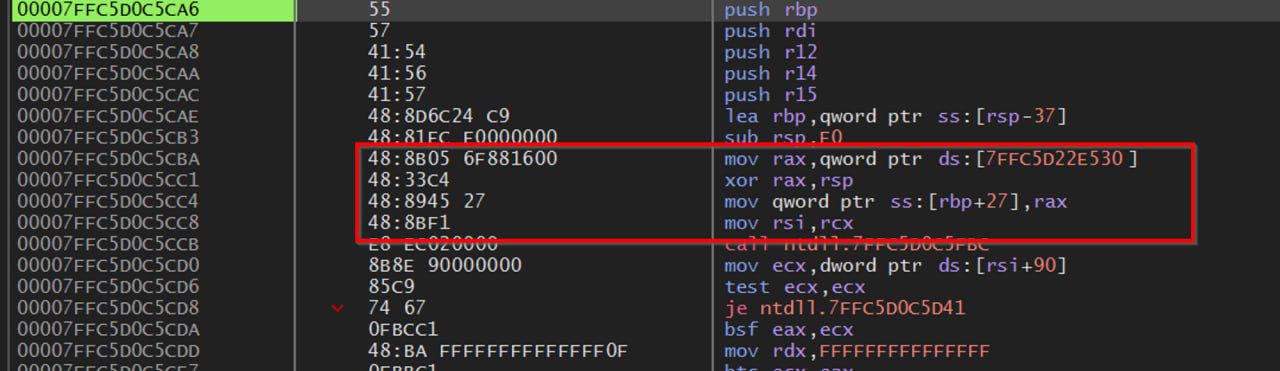 00007FFC5D0C5CA6 55 push rbp
00007FFC5D0C5CA7 57 push rdi
00007FFC5D0C5CA8 41:54 push r12
00007FFC5D0C5CAA 41:56 push r14
00007FFC5D0C5CAC 41:57 push r15
00007FFC5D0C5CAE 48:8D6C24 C9 lea rbp,qword ptr ss:[rsp-37]
00007FFC5D0C5CB3 48:81EC F0000000 sub rsp,F0
00007FFC5D0C5CBA 48:8B05 6F881600 mov rax,qword ptr ds:[7FFC5D22E530]
00007FFC5D0C5CC1 48:33C4 xor rax,rsp
00007FFC5D0C5CC4 48:8945 27 mov qword ptr ss:[rbp+27],rax
00007FFC5D0C5CC8 48:8BF1 mov rsi,rcx
00007FFC5D0C5CCB E8 EC020000 call ntdll.7FFC5D0C5FBC
00007FFC5D0C5CD0 8B8E 90000000 mov ecx,dword ptr ds:[rsi+90]
00007FFC5D0C5CD6 85C9 test ecx,ecx
00007FFC5D0C5CD8 74 67 je ntdll.7FFC5D0C5D41
00007FFC5D0C5CDA 0FBCC1 bsf eax,ecx
00007FFC5D0C5CDD 48:BA FFFFFFFFFFFFFF0F mov rdx,FFFFFFFFFFFFFFF
00007FFC5D0C5CE7 0FBBC1 btc ecx,eax